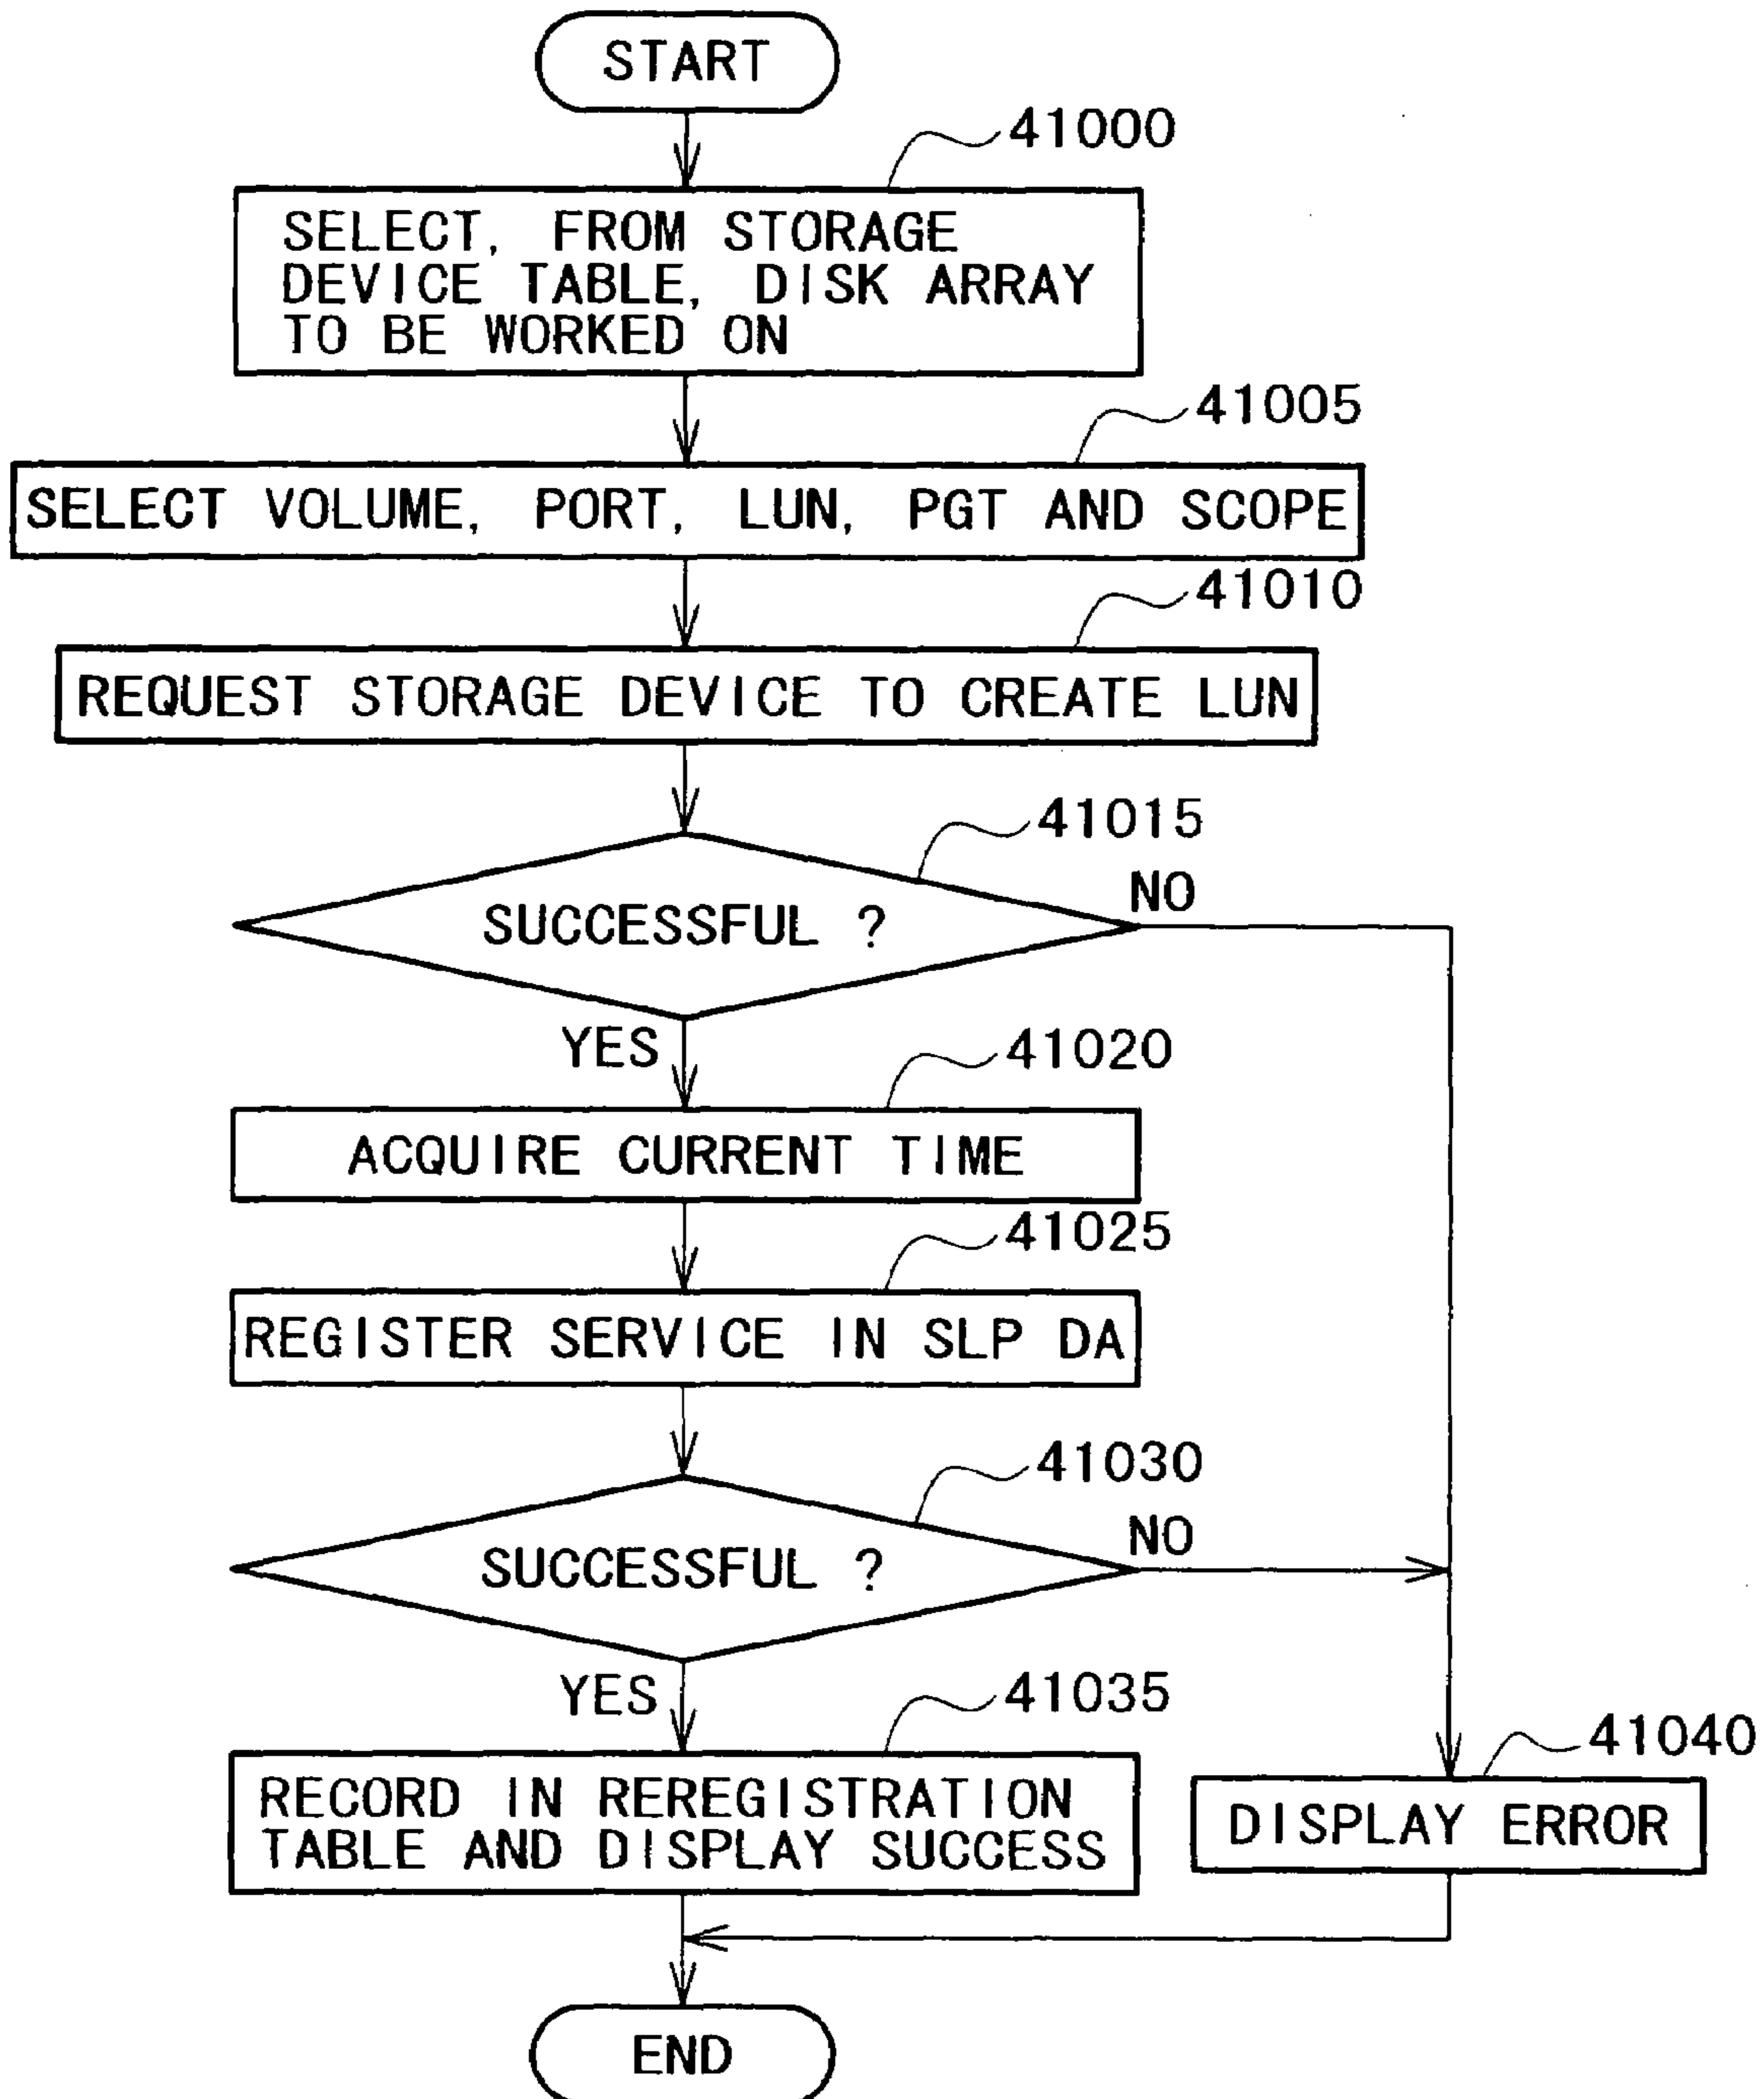 START
41000
SELECT, FROM STORAGE
DEVICE TABLE, DISK ARRAY
TO BE WORKED ON
41005
SELECT VOLUME, PORT, LUN, PGT AND SCOPE
41010
REQUEST STORAGE DEVICE TO CREATE LUN
41015
SUCCESSFUL ?
NO
YES
41020
ACQUIRE CURRENT TIME
41025
REGISTER SERVICE IN SLP DA
41030
SUCCESSFUL ?
NO
YES
41035
RECORD IN REREGISTRATION
TABLE AND DISPLAY SUCCESS
41040
DISPLAY ERROR
END